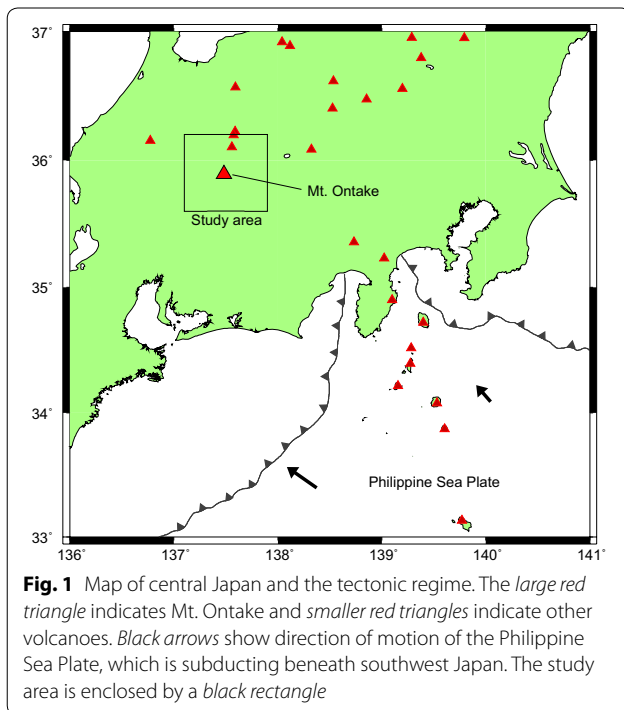 37˚
36˚
Mt. Ontake
Study area
35˚
34˚
Philippine Sea Plate
33˚
136˚ 137˚ 138˚ 139˚ 140˚ 141˚
Fig. 1 Map of central Japan and the tectonic regime. The large red
triangle indicates Mt. Ontake and smaller red triangles indicate other
volcanoes. Black arrows show direction of motion of the Philippine
Sea Plate, which is subducting beneath southwest Japan. The study
area is enclosed by a black rectangle